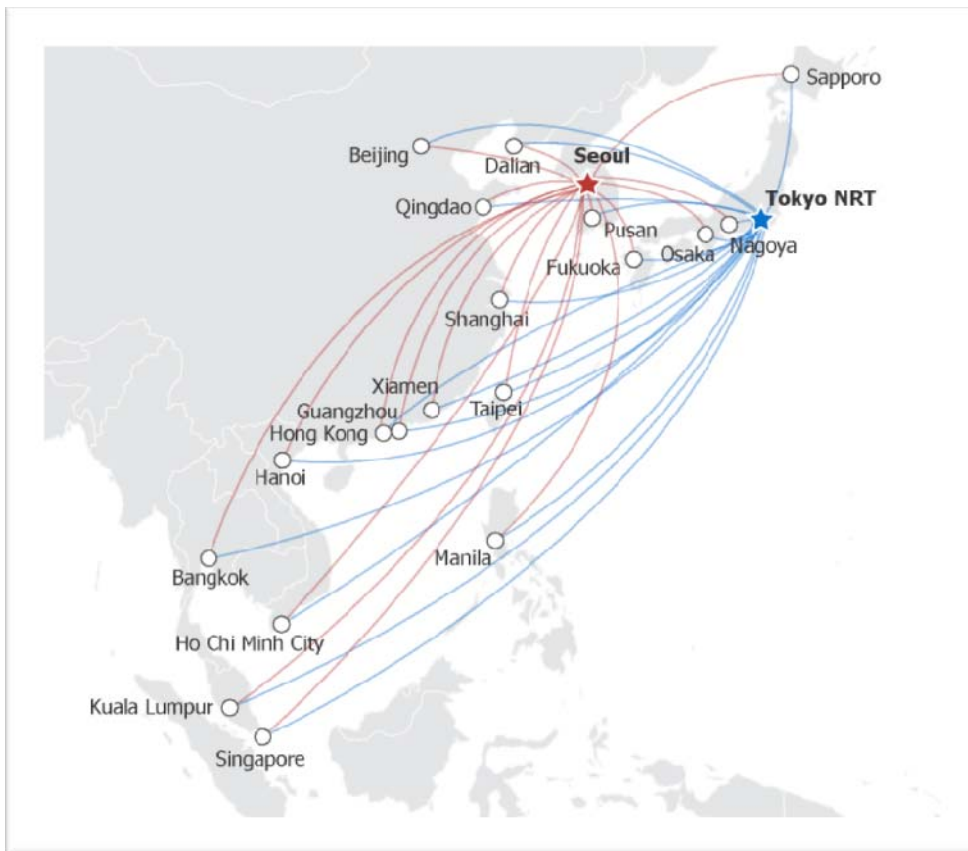 Sapporo
Beijing
Dalian
Seoul
Qingdao
Tokyo NRT
Pusan
Nagoya
Osaka
Fukuoka
Shanghai
Xiamen
Taipei
Guangzhou
Hong Kong
Hanoi
Manila
Bangkok
Ho Chi Minh City
Kuala Lumpur
Singapore